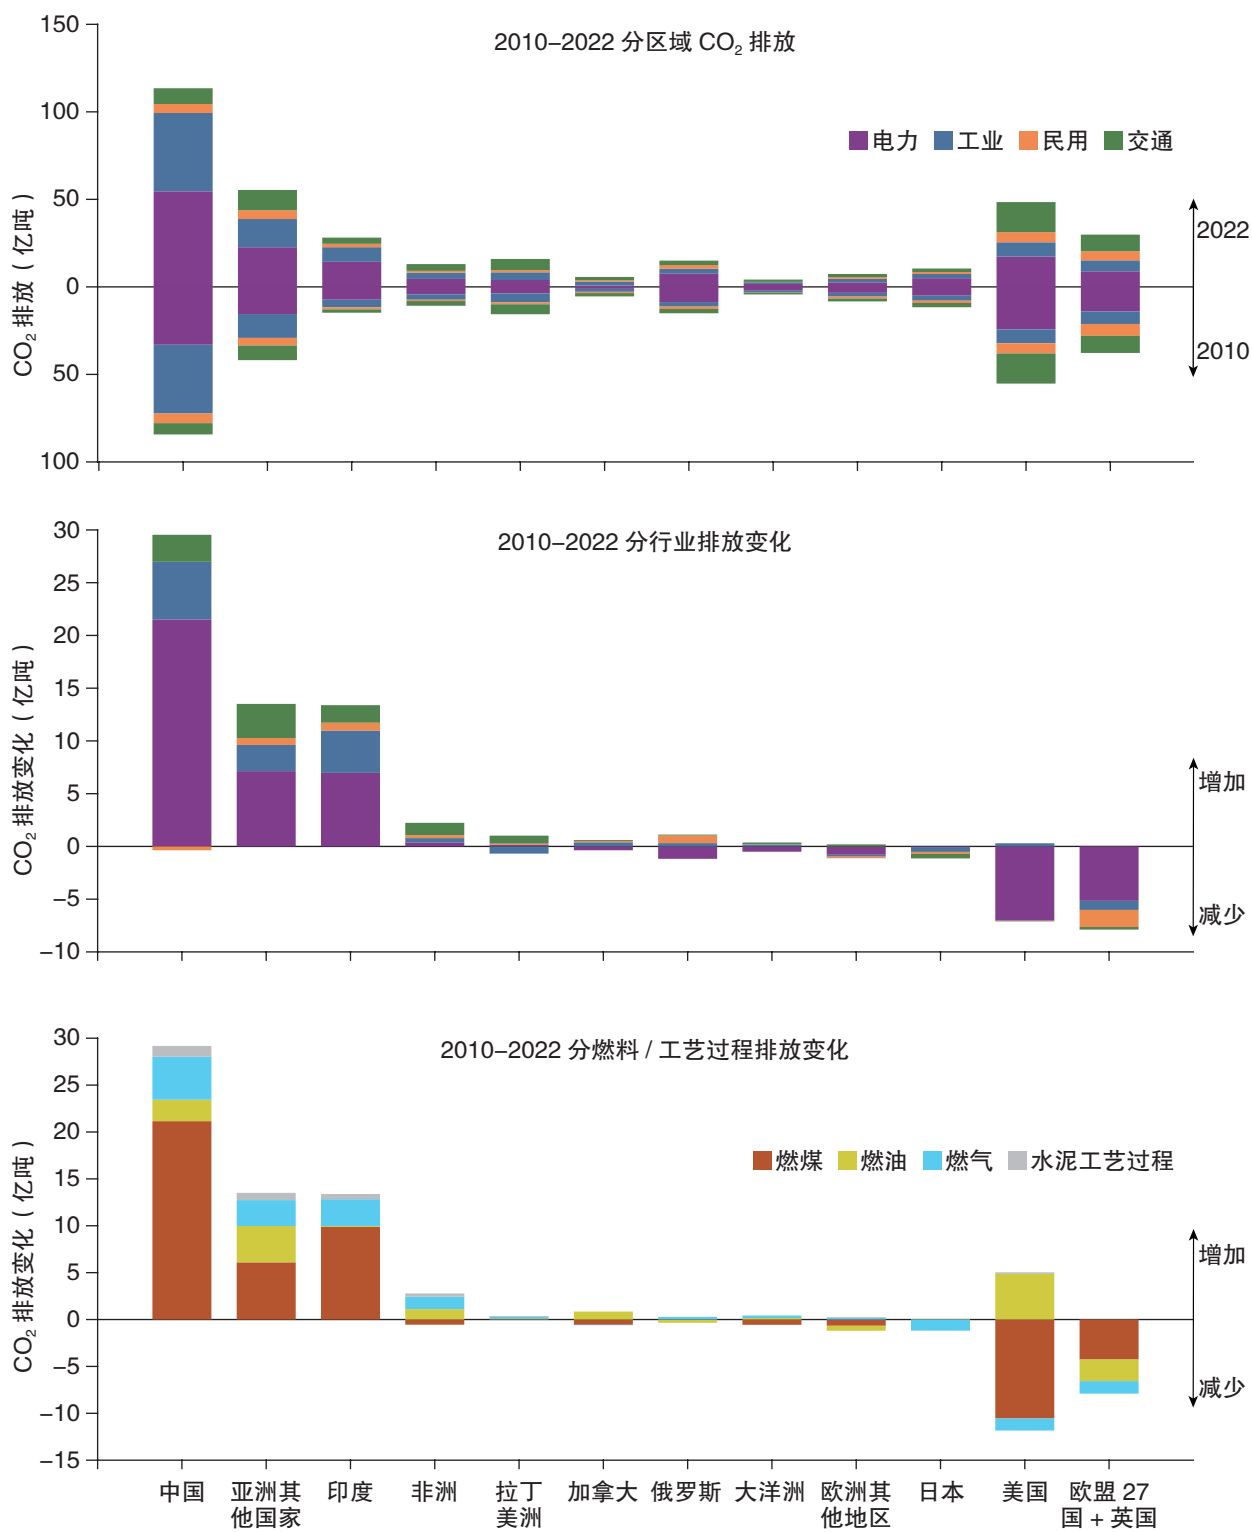 2010–2022 分区域 CO₂ 排放
150
100
50
0
50
100
CO₂ 排放 ( 亿吨 )
电力 工业 民用 交通
2022
2010
2010–2022 分行业排放变化
30
25
20
15
10
5
0
−5
−10
CO₂ 排放变化 ( 亿吨 )
增加
减少
2010–2022 分燃料 / 工艺过程排放变化
30
25
20
15
10
5
0
−5
−10
−15
CO₂ 排放变化 ( 亿吨 )
燃煤 燃油 燃气 水泥工艺过程
增加
减少
中国
亚洲其
他国家
印度
非洲
拉丁
美洲
加拿大
俄罗斯
大洋洲
欧洲其
他地区
日本
美国
欧盟 27
国 + 英国